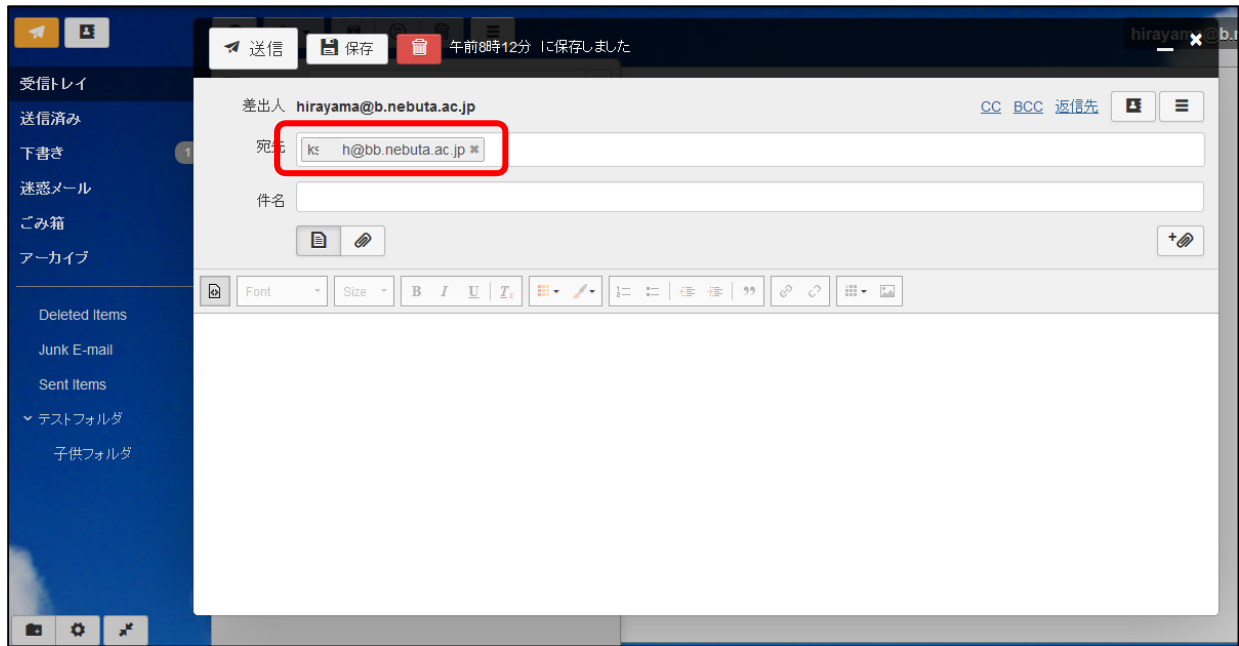 送信 保存 午前8時12分 に保存しました
受信トレイ
送信済み
下書き 1
迷惑メール
ごみ箱
アーカイブ
Deleted Items
Junk E-mail
Sent Items
テストフォルダ
子供フォルダ
差出人 hirayama@b.nebuta.ac.jp CC BCC 返信先
宛先 ks h@bb.nebuta.ac.jp
件名
Font Size B I U Tx